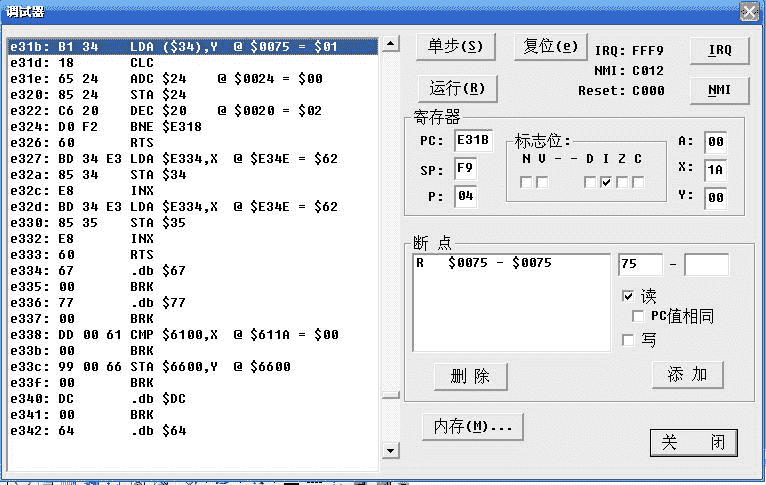 调试器
e31b: B1 34 LDA ($34),Y @ $0075 = $01
e31d: 18 CLC
e31e: 65 24 ADC $24 @ $0024 = $00
e320: 85 24 STA $24
e322: C6 20 DEC $20 @ $0020 = $02
e324: D0 F2 BNE $E318
e326: 60 RTS
e327: BD 34 E3 LDA $E334,X @ $E34E = $62
e32a: 85 34 STA $34
e32c: E8 INX
e32d: BD 34 E3 LDA $E334,X @ $E34E = $62
e330: 85 35 STA $35
e332: E8 INX
e333: 60 RTS
e334: 67 .db $67
e335: 00 BRK
e336: 77 .db $77
e337: 00 BRK
e338: DD 00 61 CMP $6100,X @ $611A = $00
e33b: 00 BRK
e33c: 99 00 66 STA $6600,Y @ $6600
e33f: 00 BRK
e340: DC .db $DC
e341: 00 BRK
e342: 64 .db $64
单步(S) 复位(e)
运行(R)
IRQ: FFF9 IRQ
NMI: C012
Reset: C000 NMI
寄存器
PC: E31B
SP: F9
P: 04
标志位:
N V - - D I Z C
A: 00
X: 1A
Y: 00
断 点
R $0075 - $0075
75 -
读
PC值相同
写
删 除 添 加
内存(M)...
关 闭